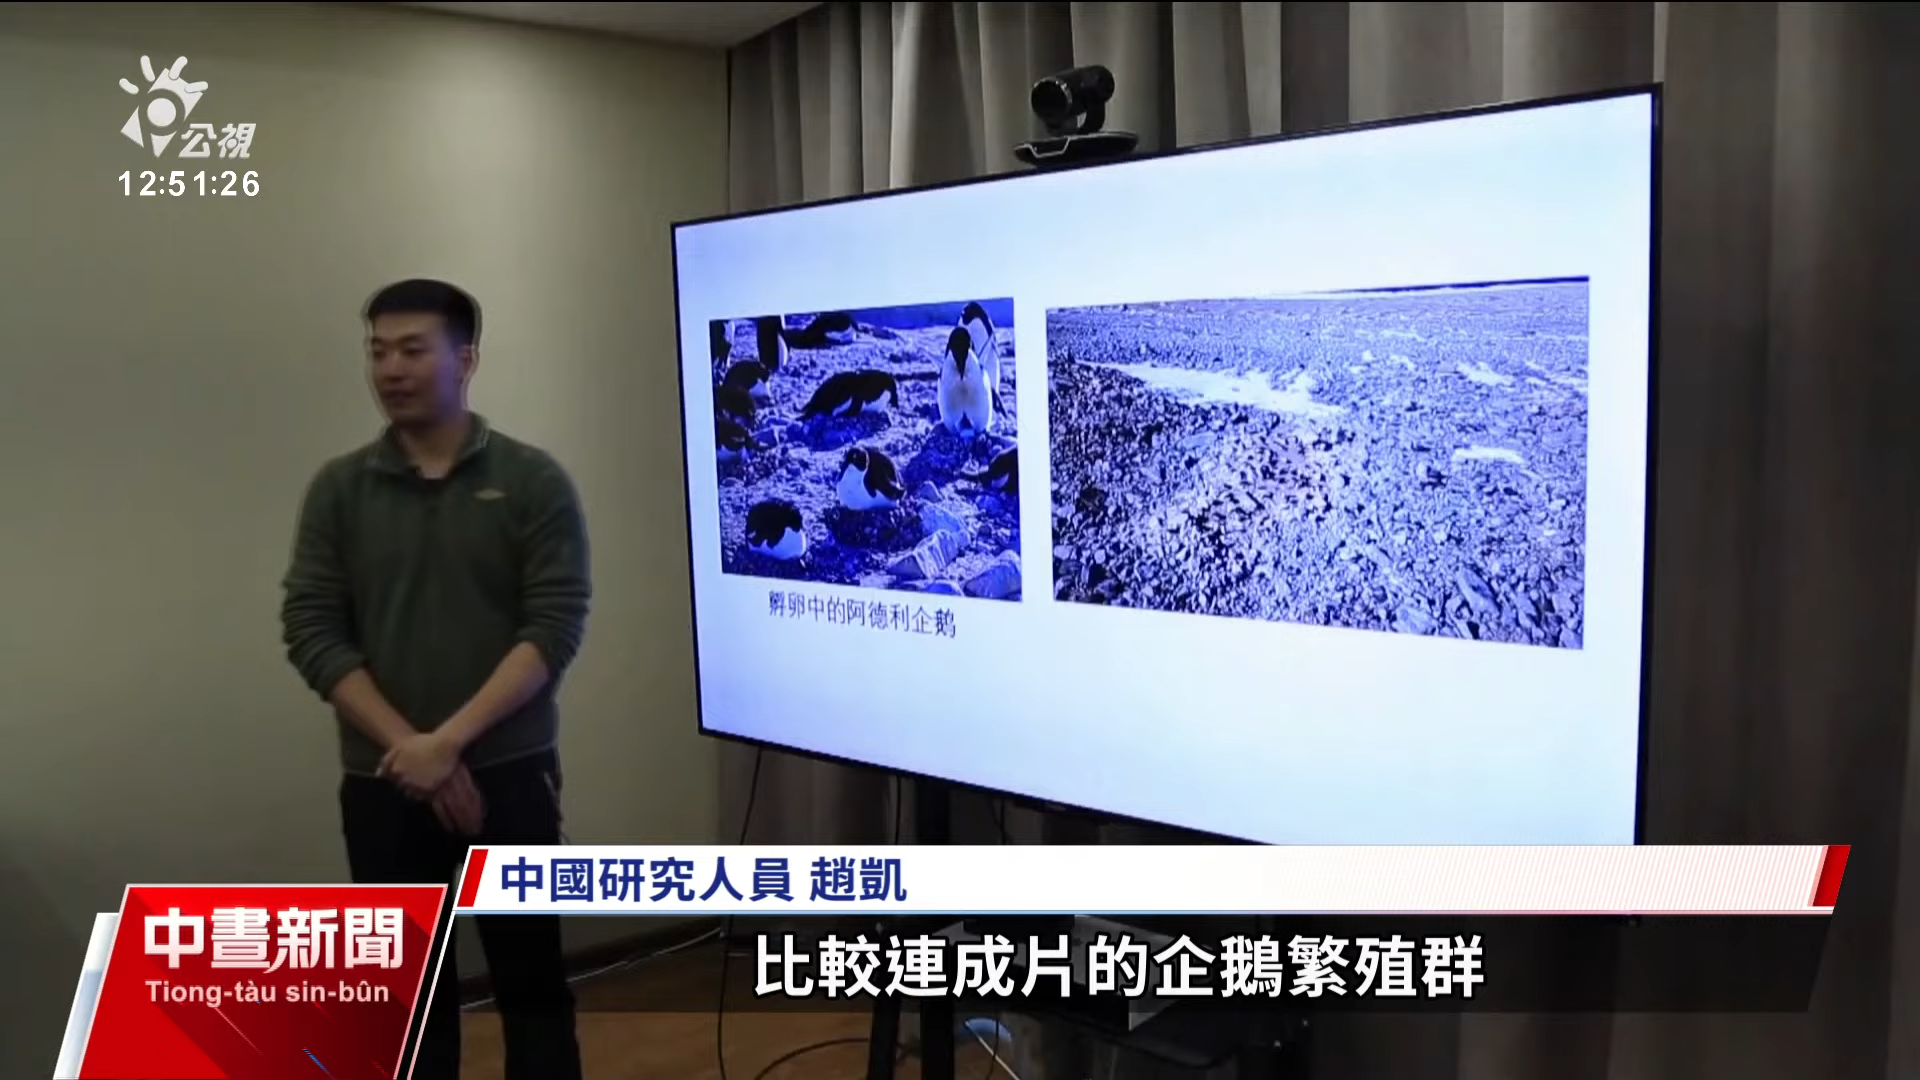 公視
12:51:26
孵卵中的阿德利企鹅
中國研究人員 趙凱
中晝新聞
Tiong-tàu sin-bûn
比較連成片的企鵝繁殖群